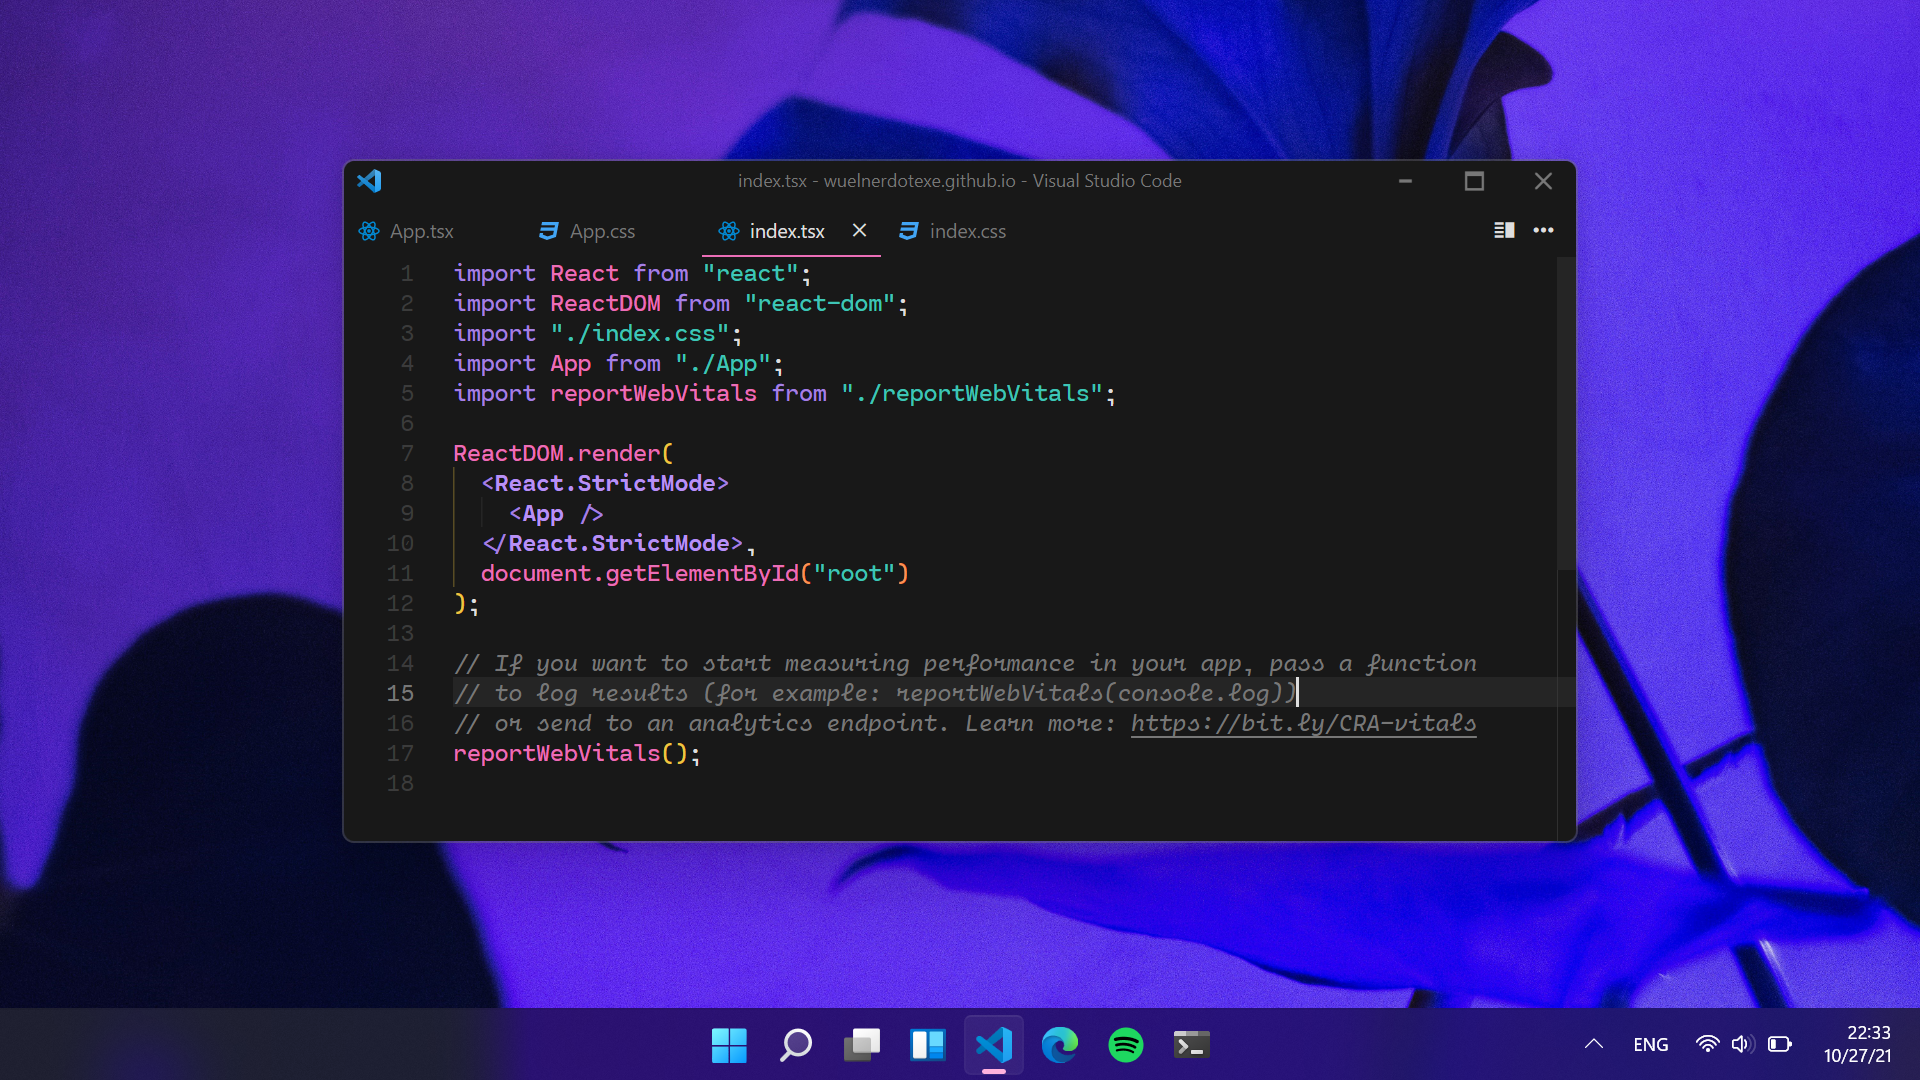 index.tsx - wuelnerdotexe.github.io - Visual Studio Code
App.tsx App.css index.tsx index.css
1 import React from "react";
2 import ReactDOM from "react-dom";
3 import "./index.css";
4 import App from "./App";
5 import reportWebVitals from "./reportWebVitals";
6
7 ReactDOM.render(
8 <React.StrictMode>
9 <App />
10 </React.StrictMode>,
11 document.getElementById("root")
12 );
13
14 // If you want to start measuring performance in your app, pass a function
15 // to log results (for example: reportWebVitals(console.log))
16 // or send to an analytics endpoint. Learn more: https://bit.ly/CRA-vitals
17 reportWebVitals();
18
ENG
22:33
10/27/21